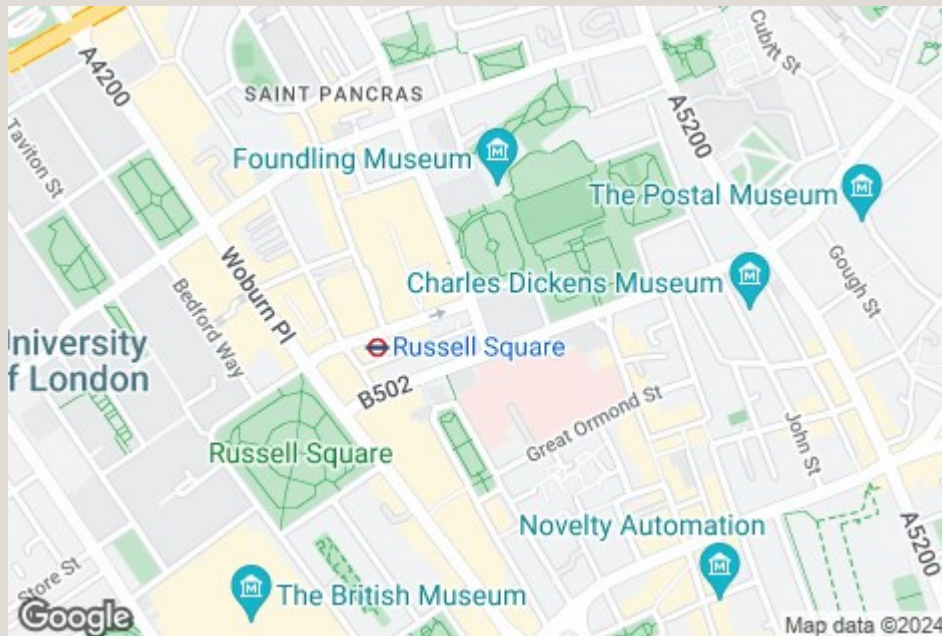 A4200
Cubitt St
SAINT PANCRAS
A5200
Taviton St
Foundling Museum
The Postal Museum
Woburn Pl
Charles Dickens Museum
Gough St
Bedford Way
Russell Square
niversity
f London
B502
Great Ormond St
John St
Russell Square
Novelty Automation
A5200
Store St
The British Museum
Google
Map data ©2024